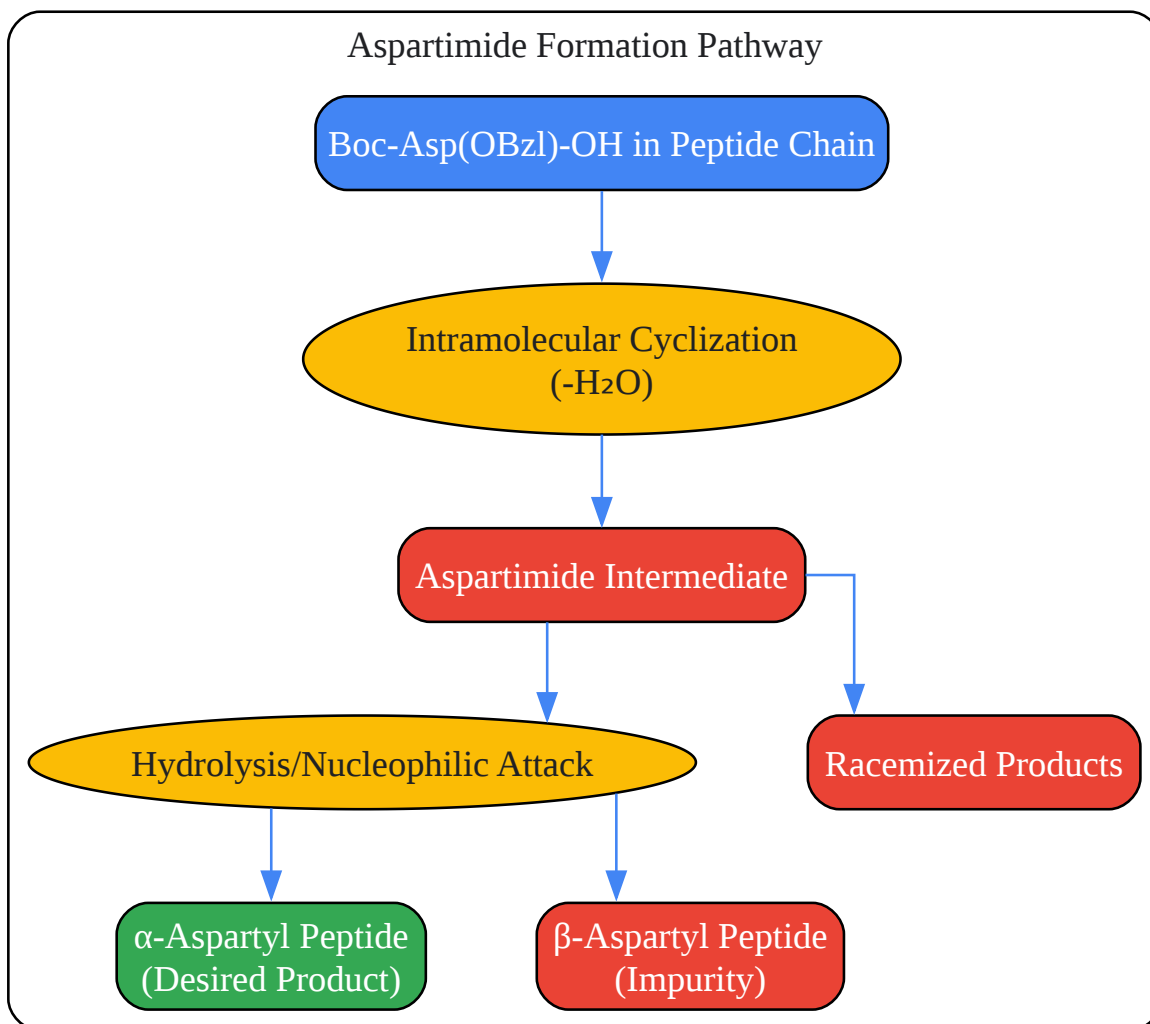 Aspartimide Formation Pathway
Boc-Asp(OBzl)-OH in Peptide Chain
Intramolecular Cyclization
(-H₂O)
Aspartimide Intermediate
Hydrolysis/Nucleophilic Attack
Racemized Products
α-Aspartyl Peptide
(Desired Product)
β-Aspartyl Peptide
(Impurity)